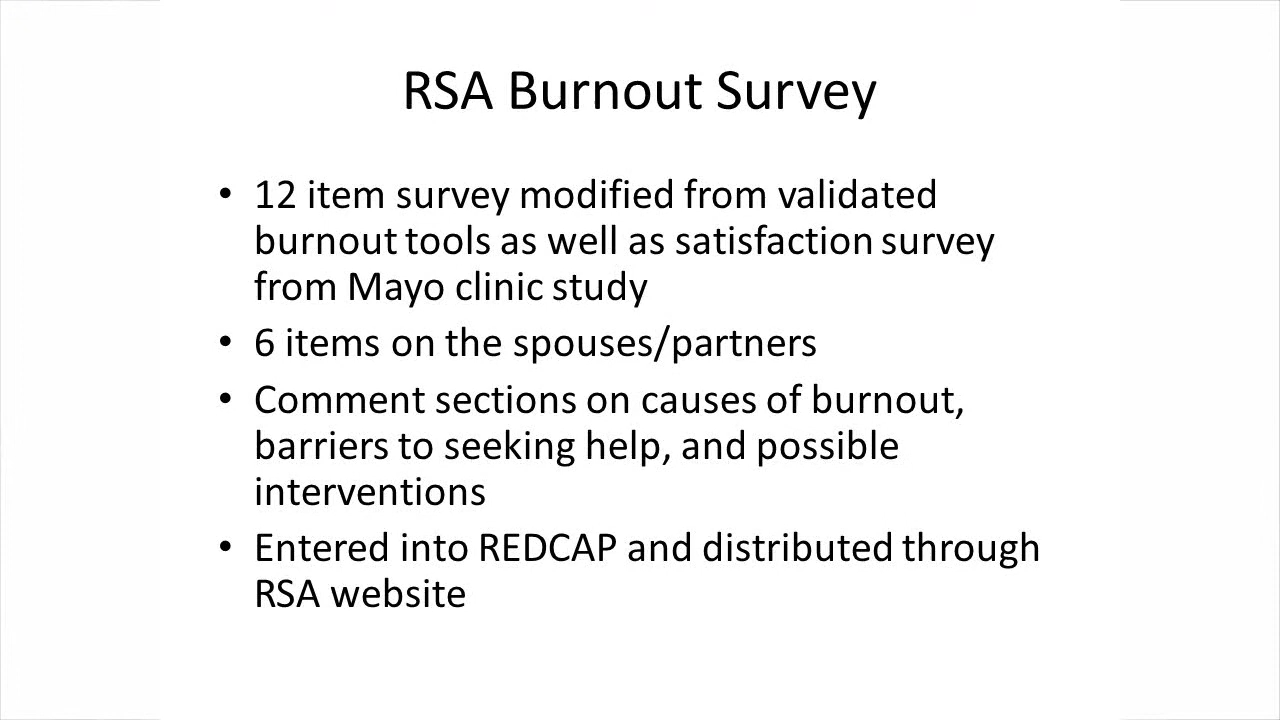 RSA Burnout Survey
• 12 item survey modified from validated
burnout tools as well as satisfaction survey
from Mayo clinic study
• 6 items on the spouses/partners
• Comment sections on causes of burnout,
barriers to seeking help, and possible
interventions
• Entered into REDCAP and distributed through
RSA website